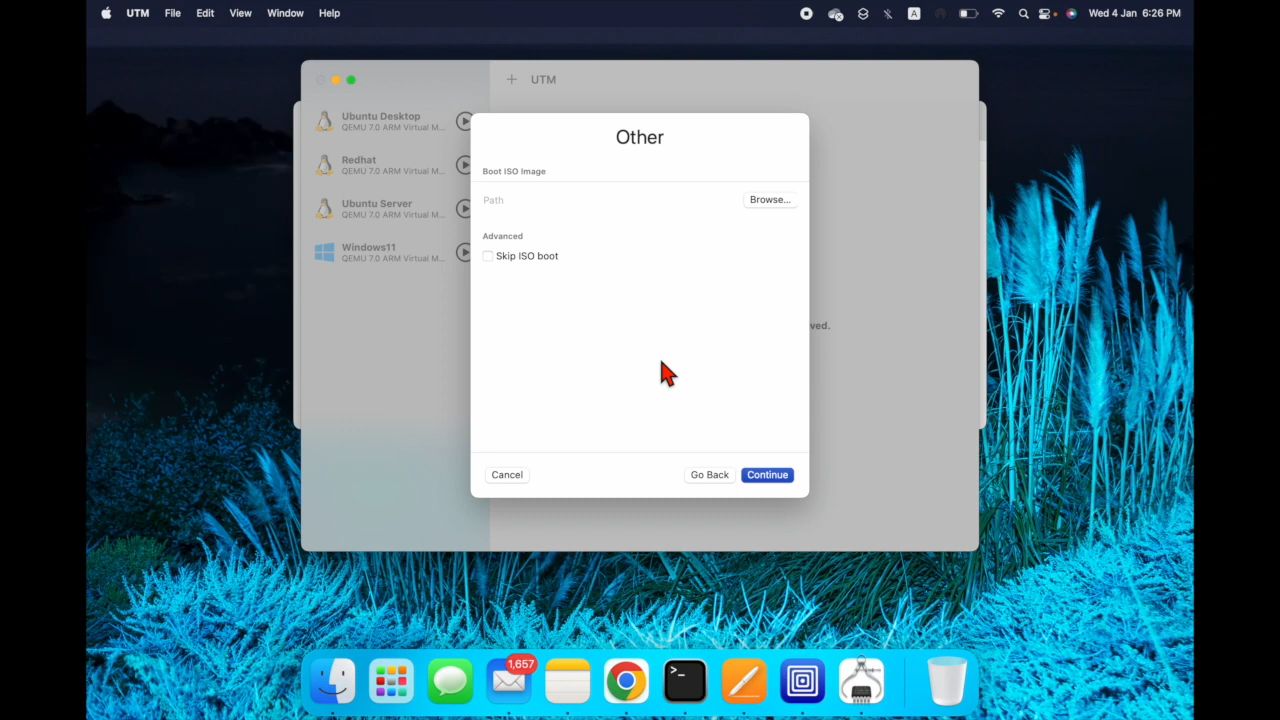 UTM File Edit View Window Help A Wed 4 Jan 6:26 PM
UTM
Ubuntu Desktop
QEMU 7.0 ARM Virtual M...
Redhat
QEMU 7.0 ARM Virtual M...
Ubuntu Server
QEMU 7.0 ARM Virtual M...
Windows11
QEMU 7.0 ARM Virtual M...
Other
Boot ISO Image
Path Browse...
Advanced
Skip ISO boot
ved.
Cancel Go Back Continue
1,657
>_